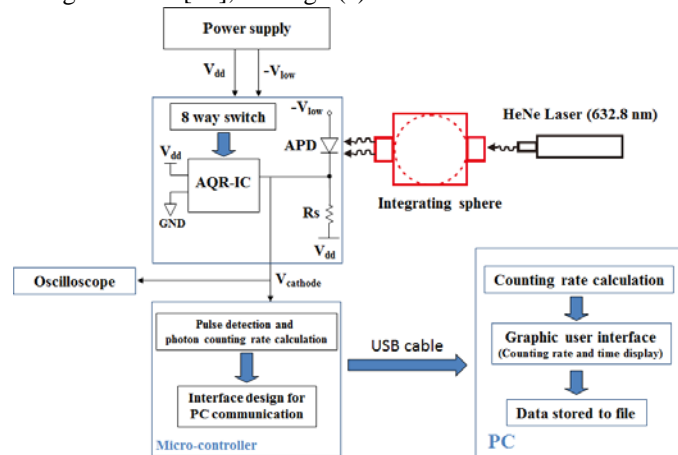 Power supply
Vdd
-Vlow
8 way switch
-Vlow
HeNe Laser (632.8 nm)
APD
Vdd
AQR-IC
GND
Rs
Integrating sphere
Vdd
Oscilloscope
Vcathode
Counting rate calculation
Pulse detection and
photon counting rate calculation
USB cable
Graphic user interface
(Counting rate and time display)
Interface design for
PC communication
Data stored to file
Micro-controller
PC